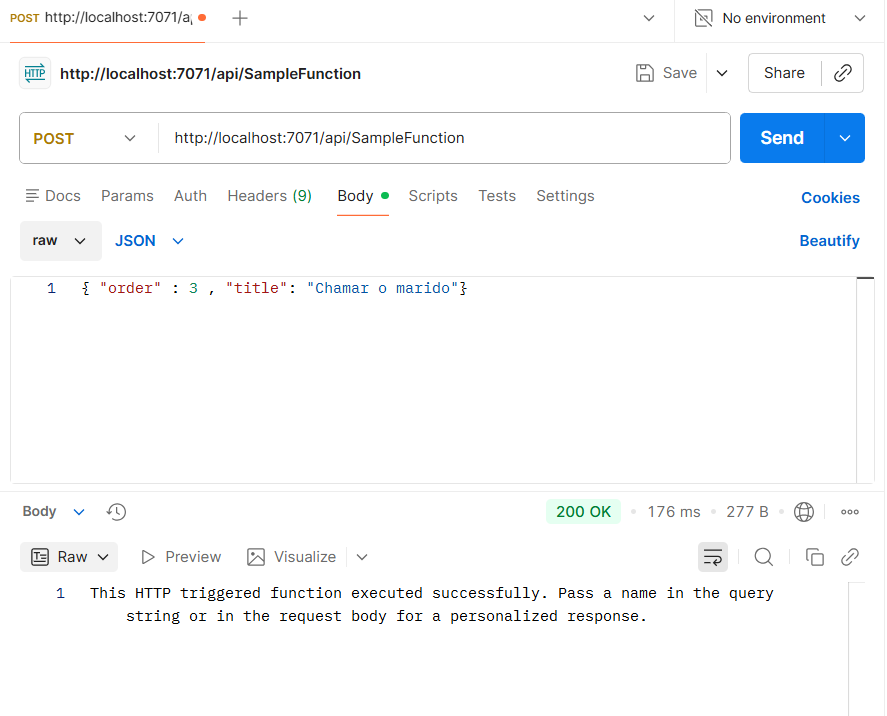 POST http://localhost:7071/a
No environment
HTTP http://localhost:7071/api/SampleFunction
Save
Share
POST
http://localhost:7071/api/SampleFunction
Send
Docs Params Auth Headers (9) Body Scripts Tests Settings Cookies
raw JSON Beautify
1 { "order" : 3 , "title": "Chamar o marido"}
Body 200 OK 176 ms 277 B
Raw Preview Visualize
1 This HTTP triggered function executed successfully. Pass a name in the query
string or in the request body for a personalized response.